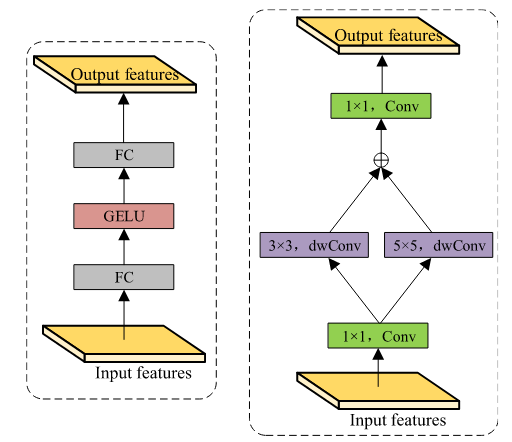 Output features
FC
GELU
FC
Input features
Output features
1×1，Conv
3×3，dwConv
5×5，dwConv
1×1，Conv
Input features